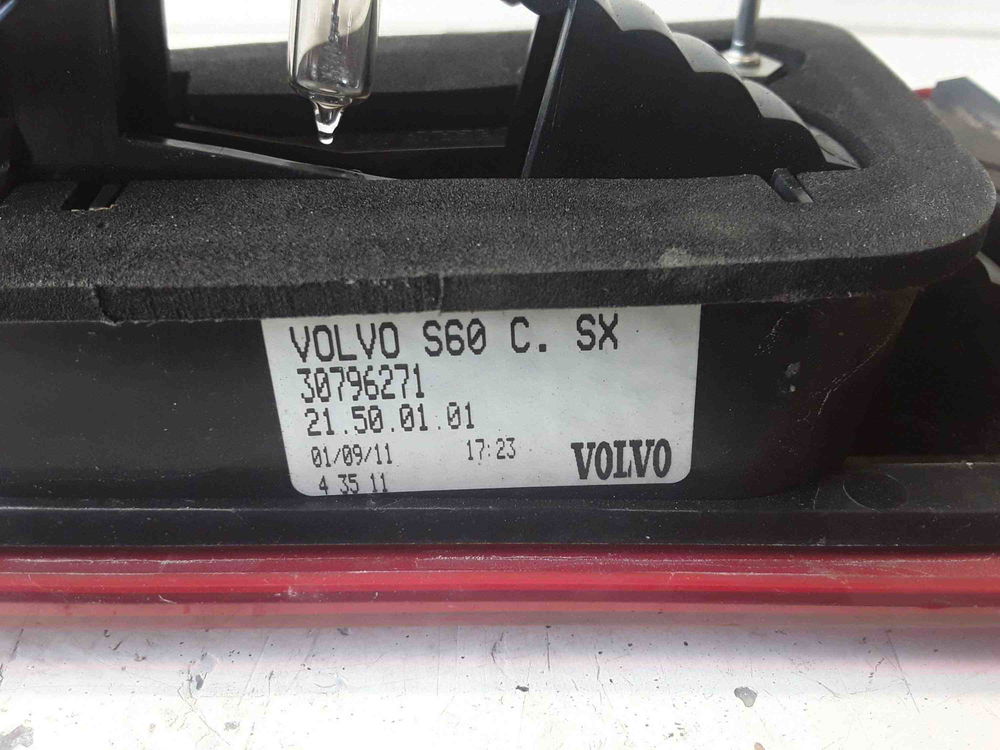 VOLVO S60 C. SX
30796271
21.50.01.01
01/09/11 17:23 VOLVO
4 35 11